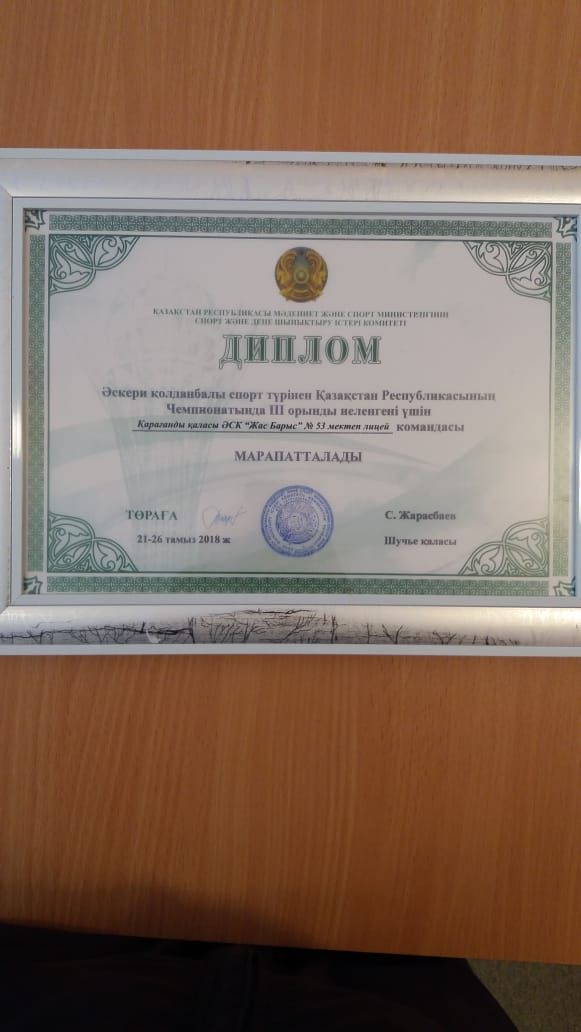 ҚАЗАҚСТАН РЕСПУБЛИКАСЫ МӘДЕНИЕТ ЖӘНЕ СПОРТ МИНИСТРЛІГІНІҢ
СПОРТ ЖӘНЕ ДЕНЕ ШЫНЫҚТЫРУ ІСТЕРІ КОМИТЕТІ
ДИПЛОМ
Әскери қолданбалы спорт түрінен Қазақстан Республикасының
Чемпионатында III орынды иеленгені үшін
Қарағанды қаласы ӘСК “Жас Барыс” № 53 мектеп лицей командасы
МАРАПАТТАЛАДЫ
ТӨРАҒА С. Жарасбаев
21-26 тамыз 2018 ж Щучье қаласы